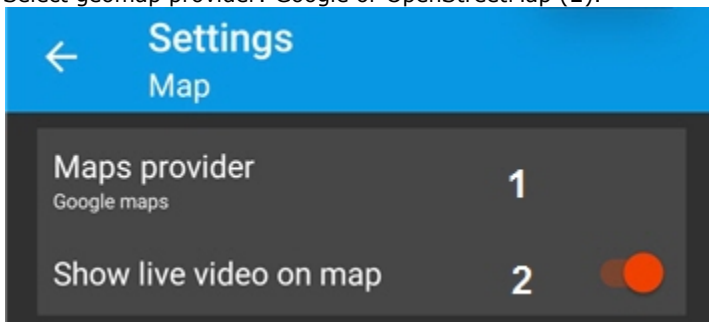 Select geomap provider: Google or OpenStreetMap (1).
Settings
Map
Maps provider
1
Google maps
Show live video on map
2